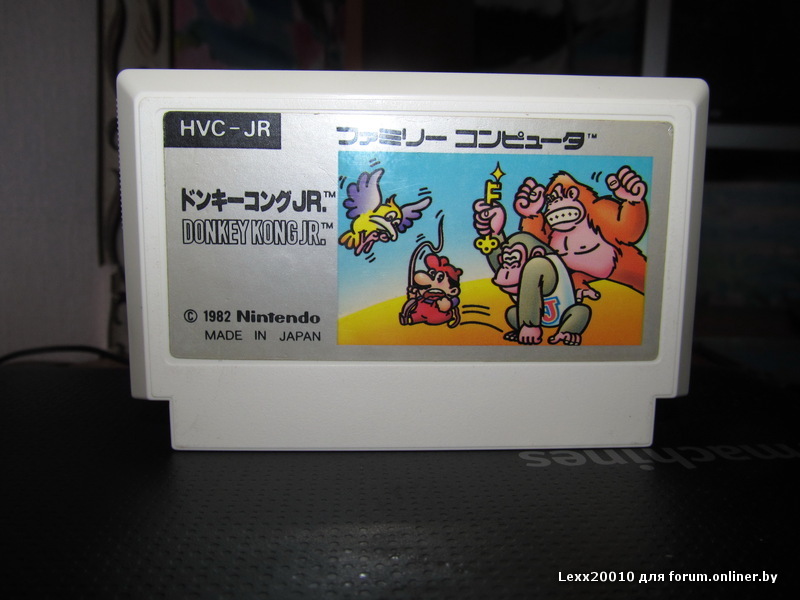 HVC-JR
ファミリー コンピュータ™
ドンキーコングJR.™
DONKEY KONG JR.™
J
© 1982 Nintendo
MADE IN JAPAN
machines
Lexx20010 для forum.onliner.by